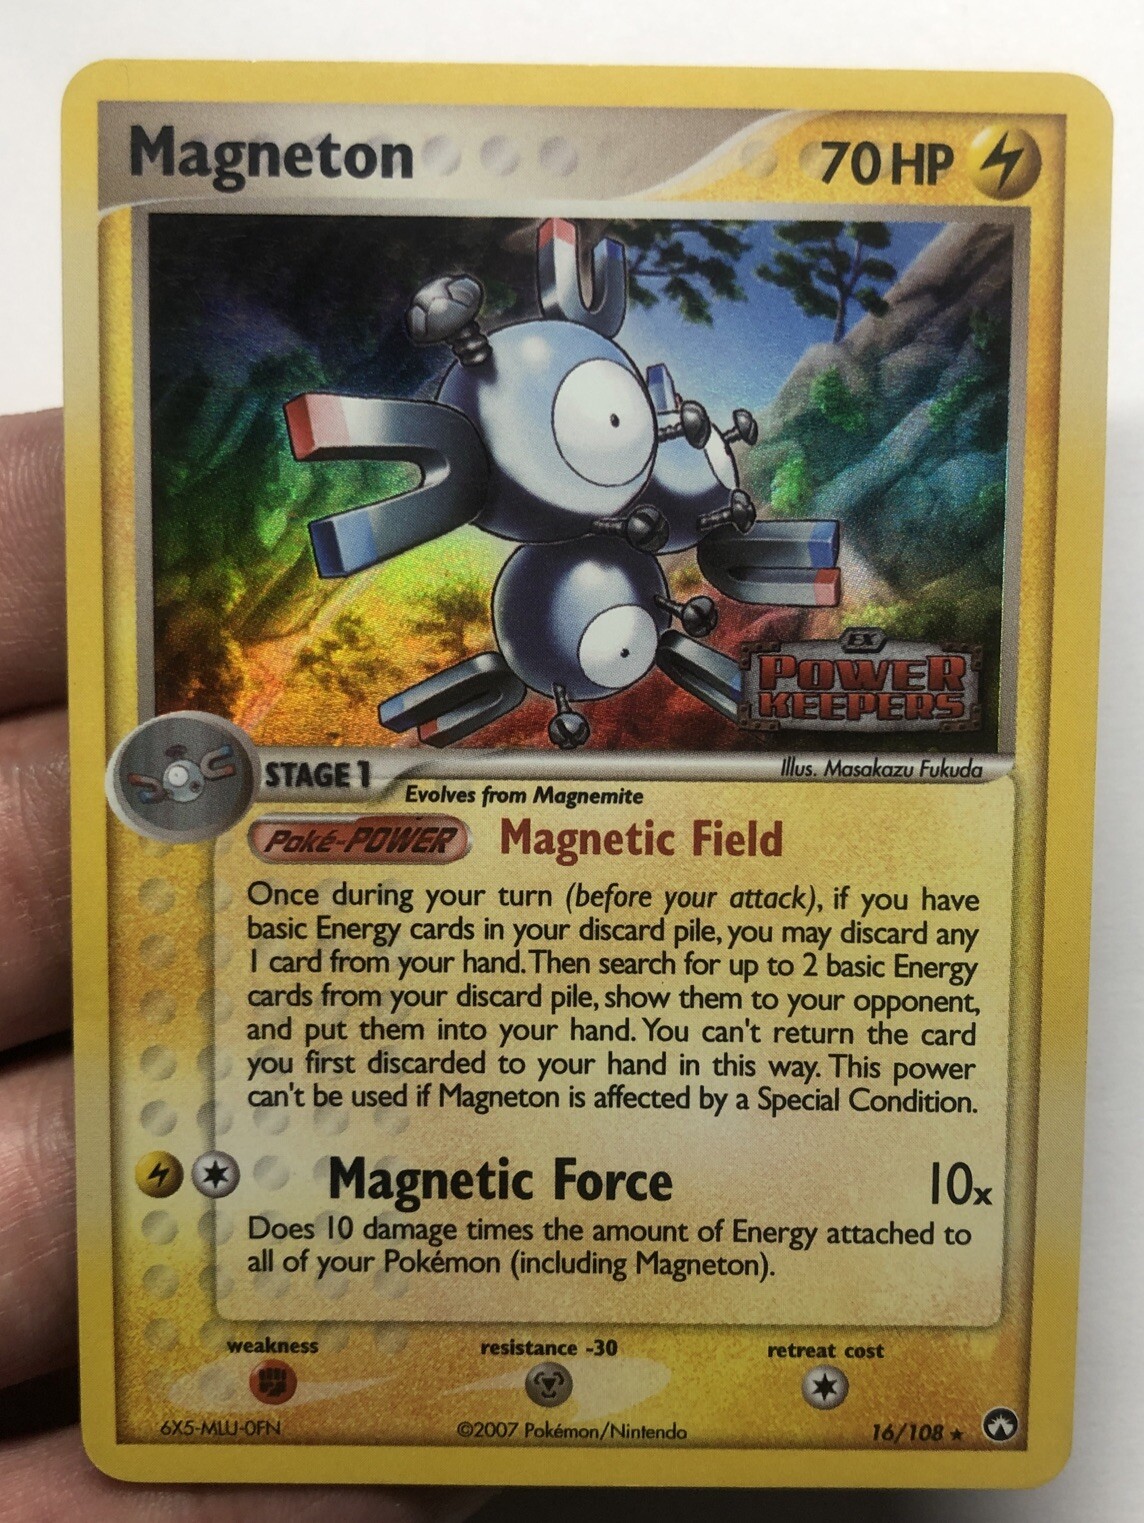 Magneton 70 HP
EX
POWER
KEEPERS
STAGE 1
Illus. Masakazu Fukuda
Evolves from Magnemite
Poké-POWER Magnetic Field
Once during your turn (before your attack), if you have
basic Energy cards in your discard pile, you may discard any
1 card from your hand. Then search for up to 2 basic Energy
cards from your discard pile, show them to your opponent,
and put them into your hand. You can't return the card
you first discarded to your hand in this way. This power
can't be used if Magneton is affected by a Special Condition.
Magnetic Force 10x
Does 10 damage times the amount of Energy attached to
all of your Pokémon (including Magneton).
weakness resistance -30 retreat cost
6X5-MLU-0FN ©2007 Pokémon/Nintendo 16/108 ★